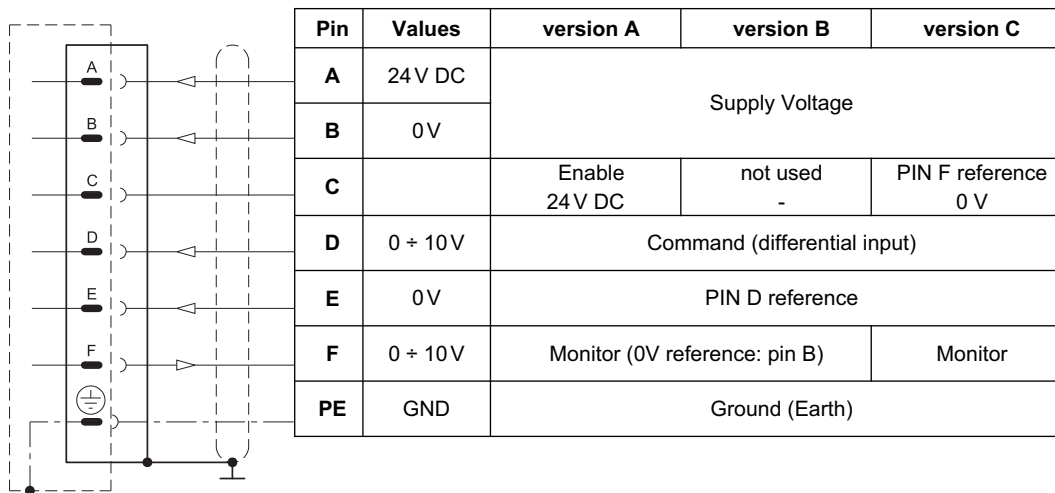 Pin Values version A version B version C
A 24 V DC
Supply Voltage
B 0 V
C Enable 24 V DC not used - PIN F reference 0 V
D 0 ÷ 10 V Command (differential input)
E 0 V PIN D reference
F 0 ÷ 10 V Monitor (0V reference: pin B) Monitor
PE GND Ground (Earth)
A
B
C
D
E
F